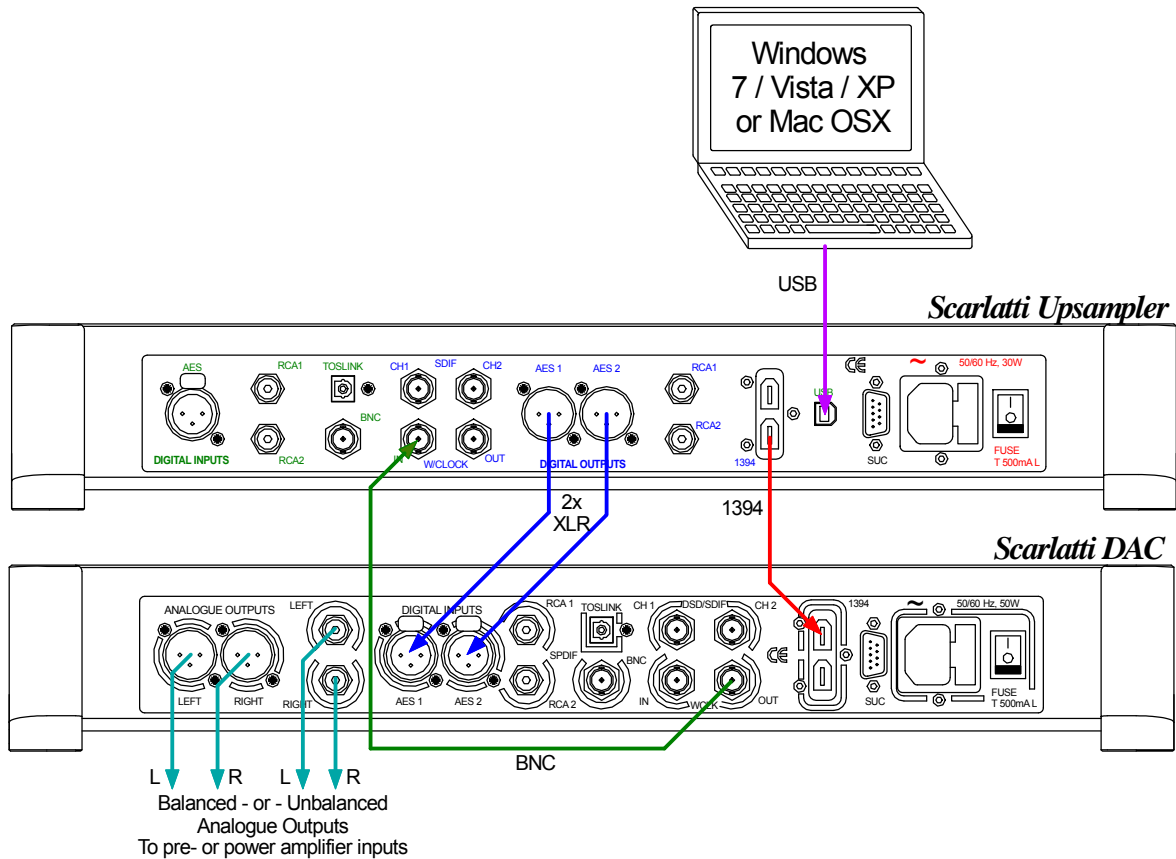 Windows
7 / Vista / XP
or Mac OSX
USB
Scarlatti Upsampler
AES
RCA1
TOSLINK
CH1
SDIF
CH2
AES 1
AES 2
RCA1
USB
~
50/60 Hz, 30W
BNC
RCA2
RCA2
DIGITAL INPUTS
IN
W/CLOCK
OUT
DIGITAL OUTPUTS
1394
SUC
FUSE
T 500mA L
2x
XLR
1394
Scarlatti DAC
ANALOGUE OUTPUTS
LEFT
DIGITAL INPUTS
RCA 1
TOSLINK
CH 1
DSD/SDIF
CH 2
1394
~
50/60 Hz, 50W
SPDIF
BNC
LEFT
RIGHT
RIGHT
AES 1
AES 2
RCA 2
IN
WCLK
OUT
SUC
FUSE
T 500mA L
BNC
L
R
L
R
Balanced - or - Unbalanced
Analogue Outputs
To pre- or power amplifier inputs